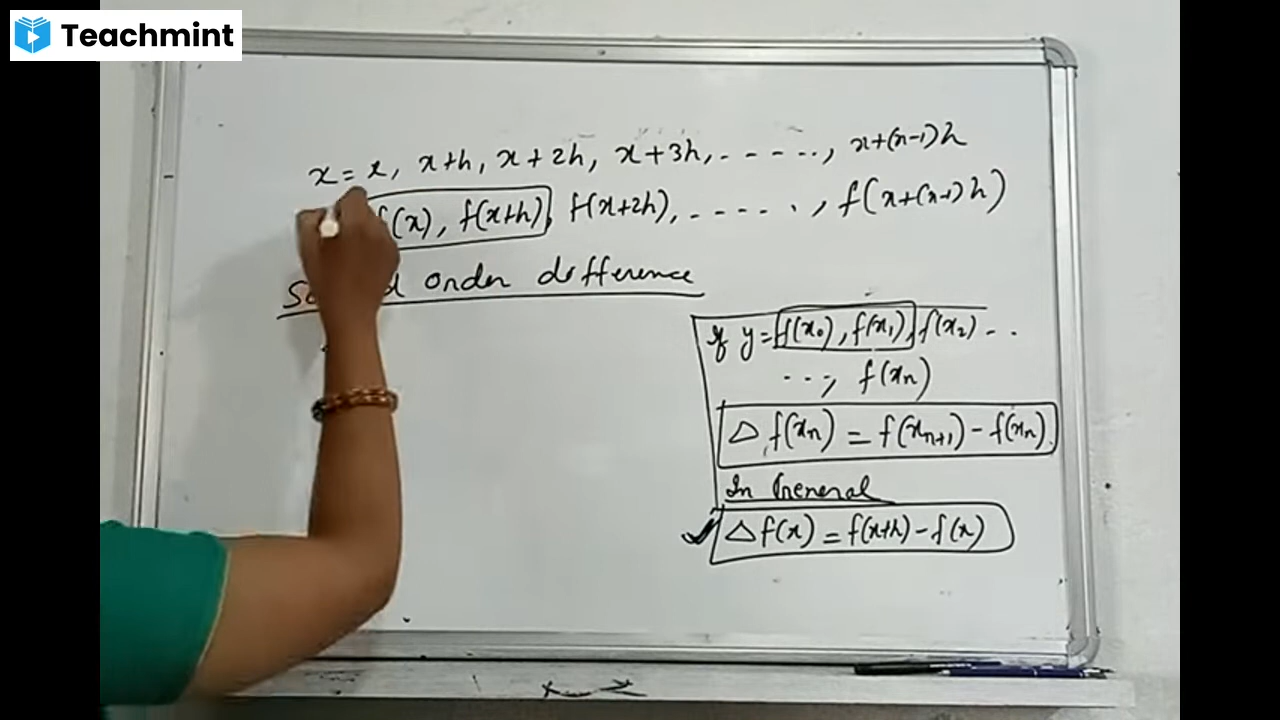 Teachmint
x = x, x+h, x+2h, x+3h, - - - - - , x+(n-1)h
f(x), f(x+h), f(x+2h), - - - - - , f(x+(n-1)h)
order difference
If y = f(x₀), f(x₁), f(x₂) - ..
..., f(xₙ)
Δ f(xₙ) = f(xₙ₊₁) - f(xₙ)
In General
✓ Δ f(x) = f(x+h) - f(x)